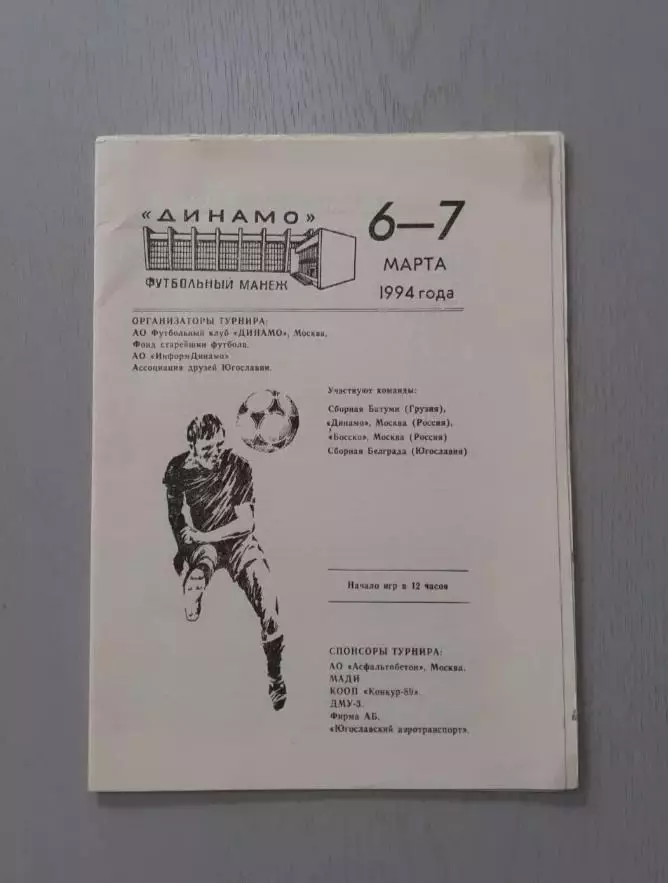 «ДИНАМО»
ФУТБОЛЬНЫЙ МАНЕЖ
6—7
МАРТА
1994 года
ОРГАНИЗАТОРЫ ТУРНИРА:
АО Футбольный клуб «ДИНАМО», Москва,
Фонд старейшин футбола.
АО «ИнформДинамо»
Ассоциация друзей Югославии.
Участвуют команды:
Сборная Батуми (Грузия),
«Динамо», Москва (Россия),
«Босско», Москва (Россия)
Сборная Белграда (Югославия)
Начало игр в 12 часов
СПОНСОРЫ ТУРНИРА:
АО «Асфальтобетон», Москва.
МАДИ
КООП «Конкур-89».
ДМУ-3.
Фирма АБ.
«Югославский аэротранспорт».